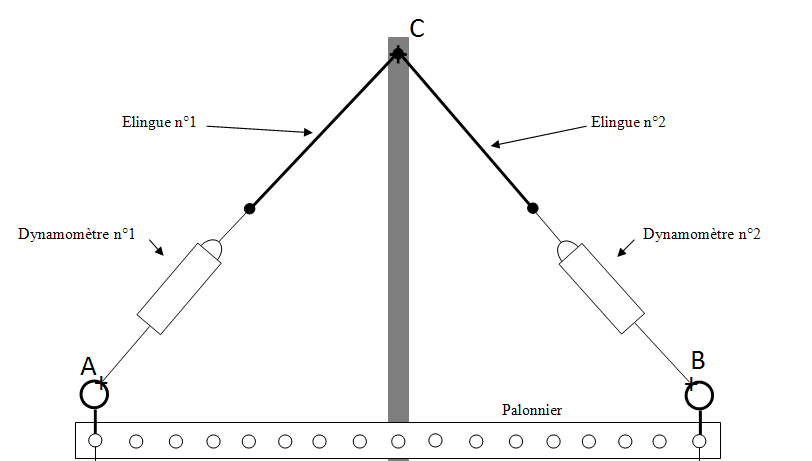 C
Elingue n°1
Elingue n°2
Dynamomètre n°1
Dynamomètre n°2
A
B
Palonnier